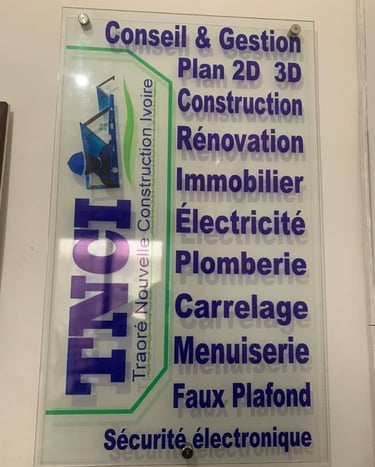 Conseil & Gestion
Plan 2D 3D
Construction
Rénovation
Immobilier
Électricité
Plomberie
Carrelage
Menuiserie
Faux Plafond
Sécurité électronique
TNCI
Traoré Nouvelle Construction Ivoire